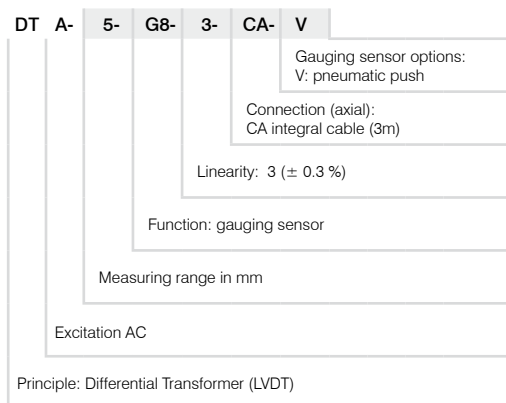 DT A- 5- G8- 3- CA- V
Gauging sensor options:
V: pneumatic push
Connection (axial):
CA integral cable (3m)
Linearity: 3 (± 0.3 %)
Function: gauging sensor
Measuring range in mm
Excitation AC
Principle: Differential Transformer (LVDT)